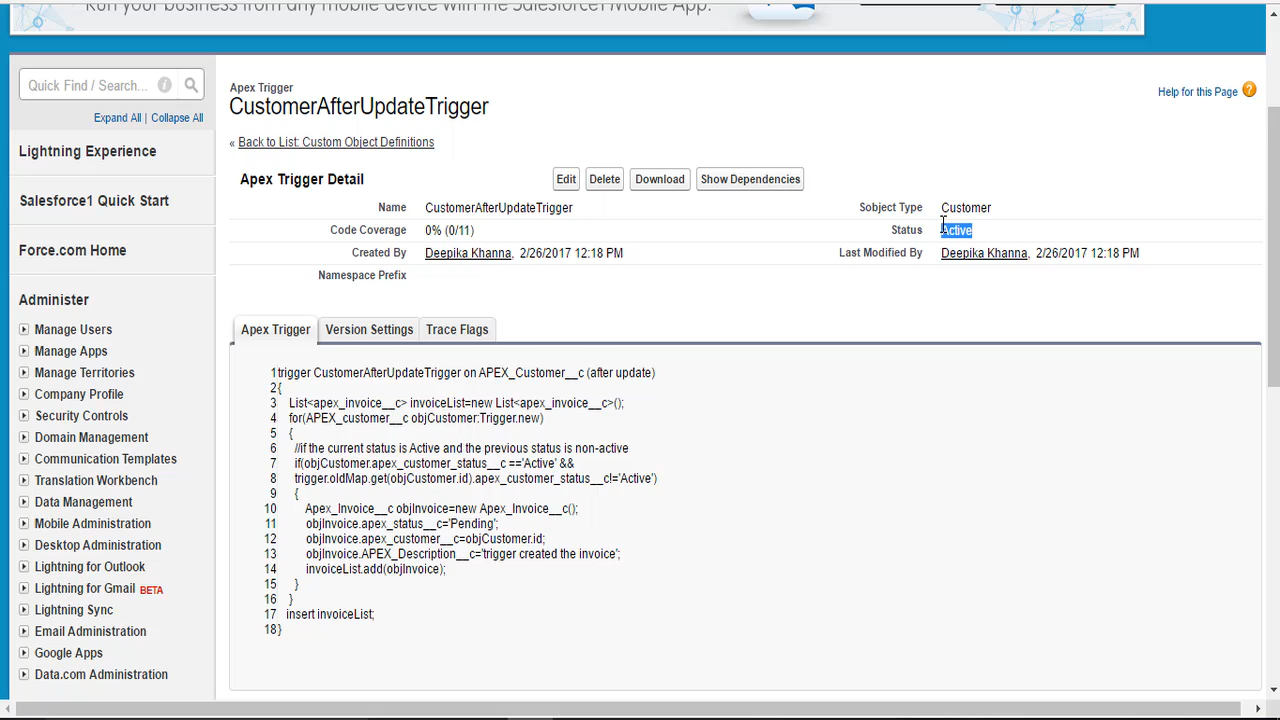 Run your business from any mobile device with the Salesforce1 Mobile App.
Quick Find / Search...
Expand All | Collapse All
Lightning Experience
Salesforce1 Quick Start
Force.com Home
Administer
Manage Users
Manage Apps
Manage Territories
Company Profile
Security Controls
Domain Management
Communication Templates
Translation Workbench
Data Management
Mobile Administration
Desktop Administration
Lightning for Outlook
Lightning for Gmail BETA
Lightning Sync
Email Administration
Google Apps
Data.com Administration
Apex Trigger
CustomerAfterUpdateTrigger
Help for this Page
« Back to List: Custom Object Definitions
Apex Trigger Detail
Edit Delete Download Show Dependencies
Name CustomerAfterUpdateTrigger Sobject Type Customer
Code Coverage 0% (0/11) Status Active
Created By Deepika Khanna, 2/26/2017 12:18 PM Last Modified By Deepika Khanna, 2/26/2017 12:18 PM
Namespace Prefix
Apex Trigger Version Settings Trace Flags
1 trigger CustomerAfterUpdateTrigger on APEX_Customer__c (after update)
2 {
3 List<apex_invoice__c> invoiceList=new List<apex_invoice__c>();
4 for(APEX_customer__c objCustomer:Trigger.new)
5 {
6 //if the current status is Active and the previous status is non-active
7 if(objCustomer.apex_customer_status__c =='Active' &&
8 trigger.oldMap.get(objCustomer.id).apex_customer_status__c!='Active')
9 {
10 Apex_Invoice__c objInvoice=new Apex_Invoice__c();
11 objInvoice.apex_status__c='Pending';
12 objInvoice.apex_customer__c=objCustomer.id;
13 objInvoice.APEX_Description__c='trigger created the invoice';
14 invoiceList.add(objInvoice);
15 }
16 }
17 insert invoiceList;
18 }